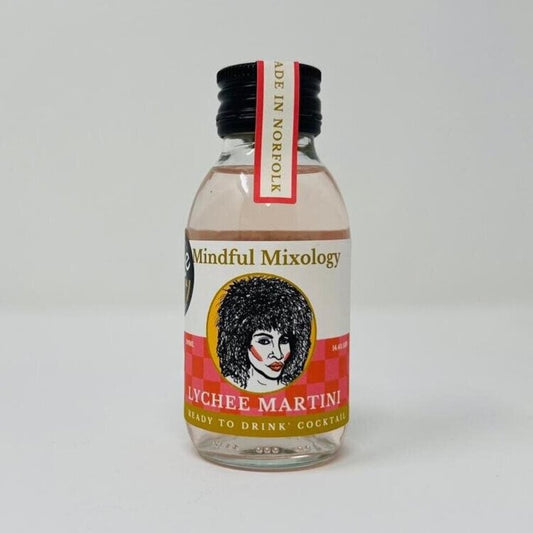 ADE IN NORFOLK
Mindful Mixology
LYCHEE MARTINI
READY TO DRINK' COCKTAIL